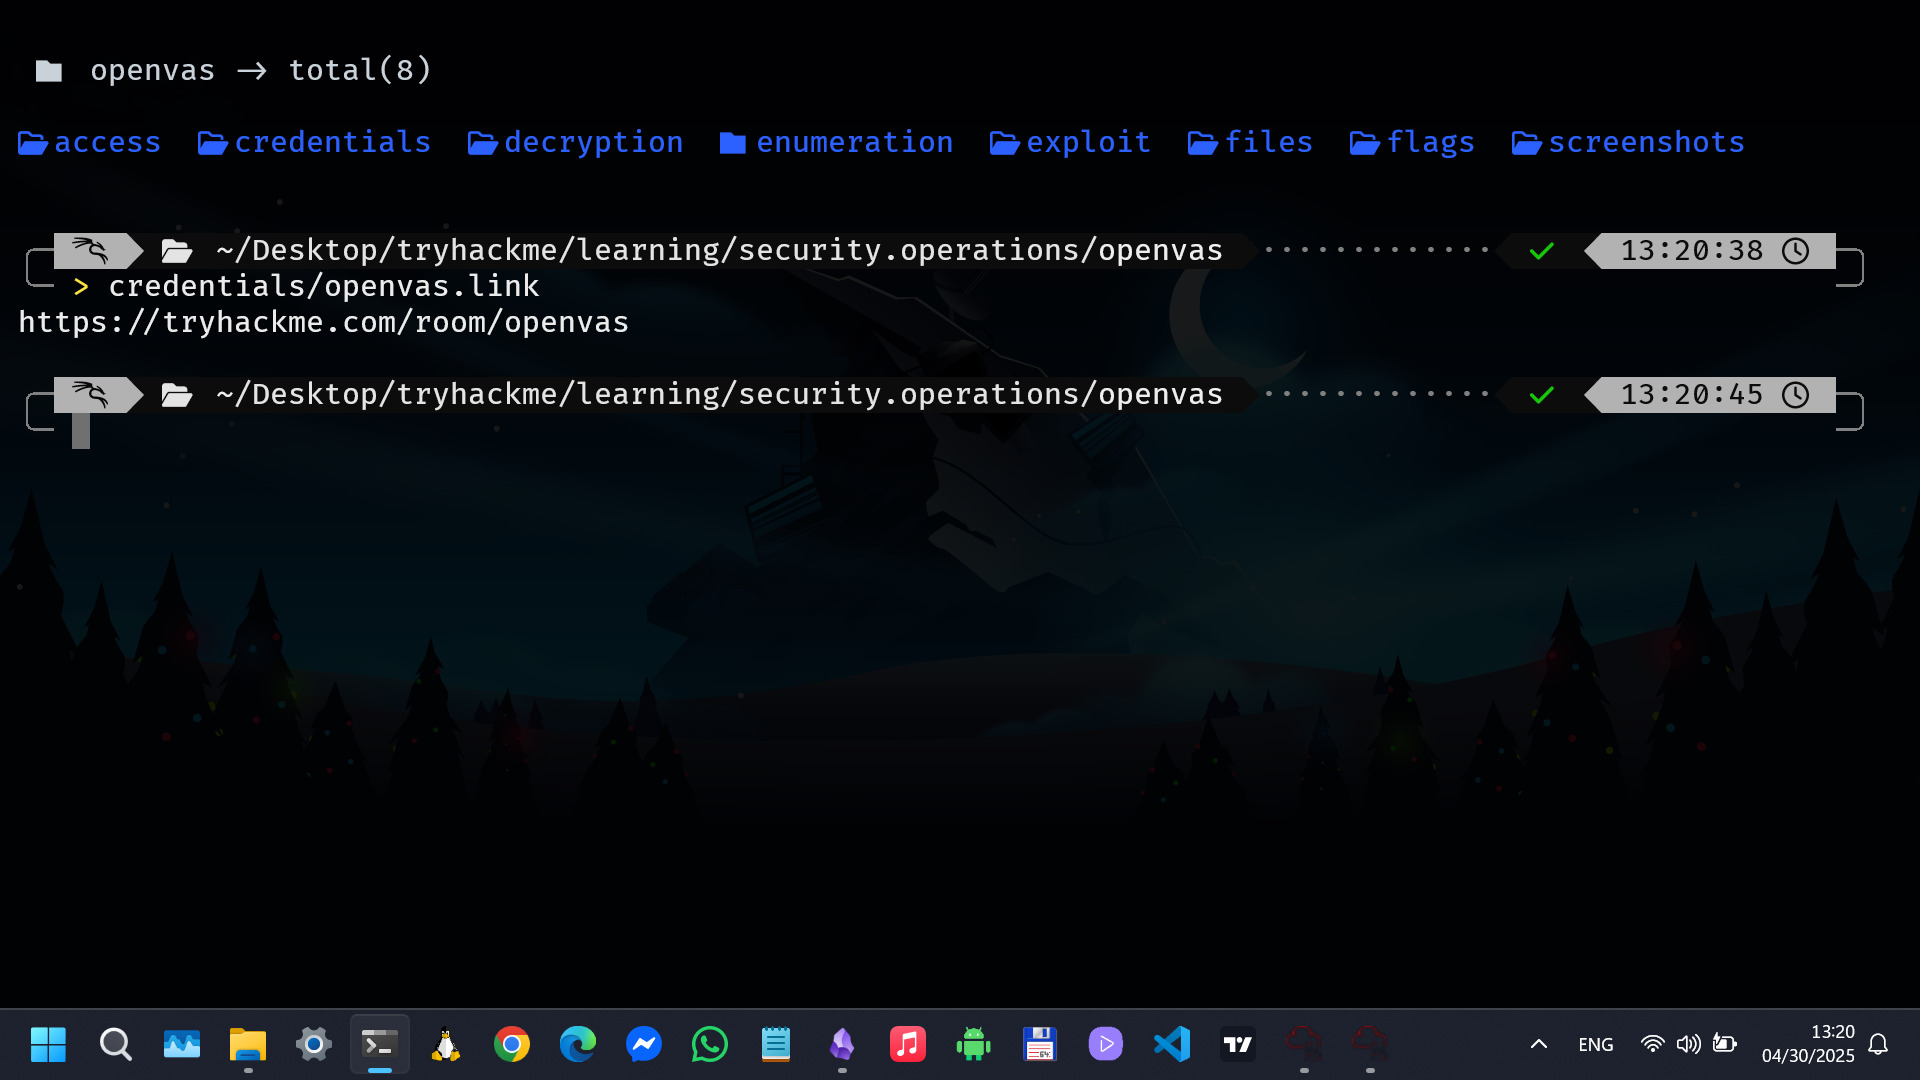 openvas → total(8)
access credentials decryption enumeration exploit files flags screenshots
~/Desktop/tryhackme/learning/security.operations/openvas ············· ✓ 13:20:38
> credentials/openvas.link
https://tryhackme.com/room/openvas
~/Desktop/tryhackme/learning/security.operations/openvas ············· ✓ 13:20:45
64:
ENG
13:20
04/30/2025